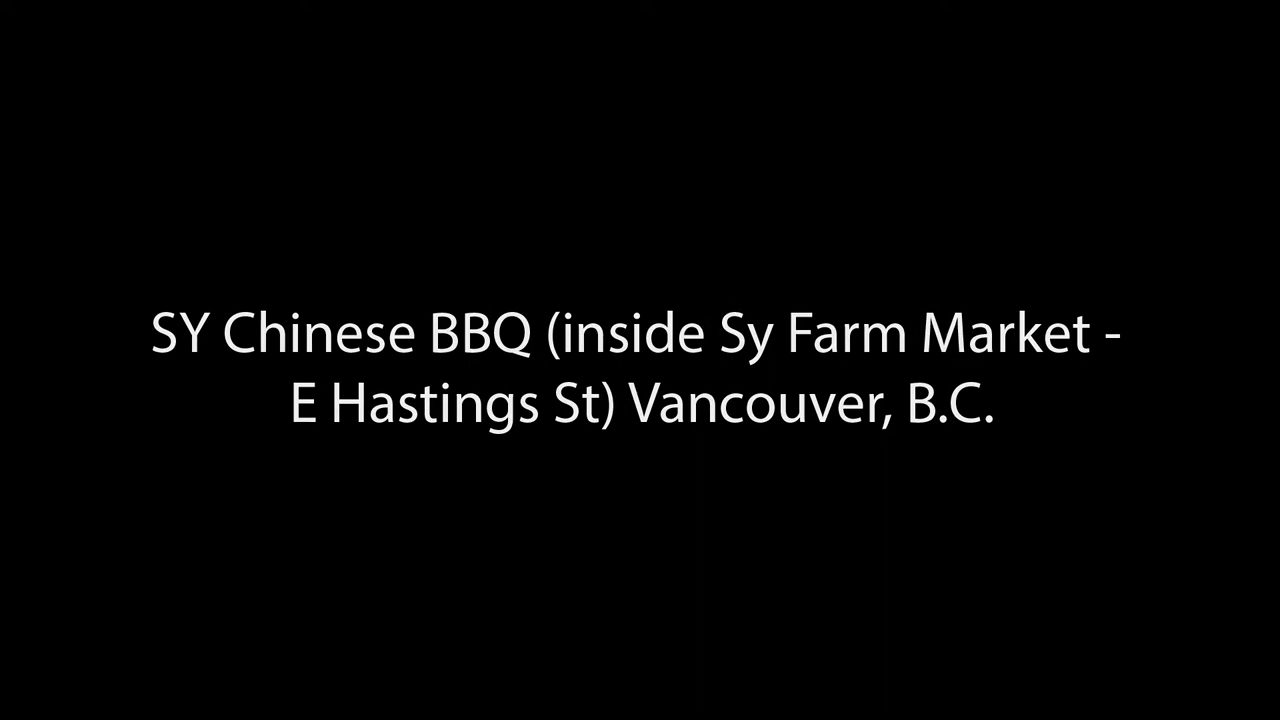 SY Chinese BBQ (inside Sy Farm Market -
E Hastings St) Vancouver, B.C.